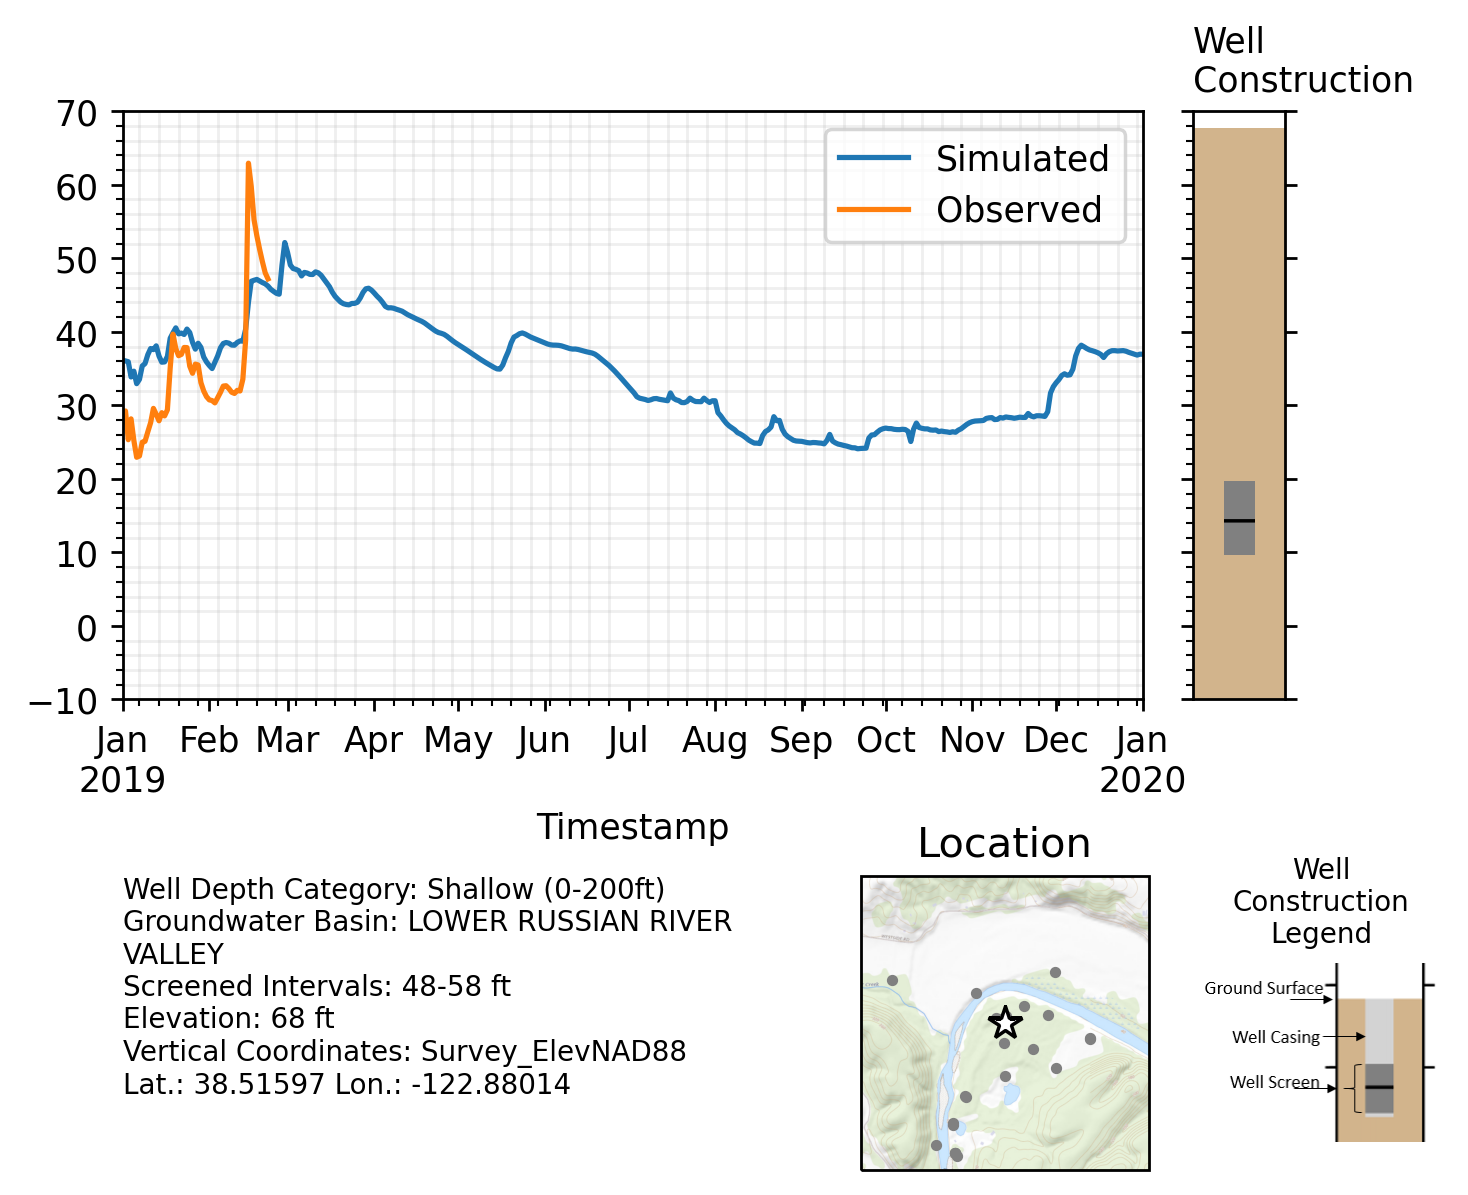 Well
Construction
70
60
50
40
30
20
10
0
−10
Simulated
Observed
Jan Feb Mar Apr May Jun Jul Aug Sep Oct Nov Dec Jan
2019 2020
Timestamp
Well Depth Category: Shallow (0-200ft)
Groundwater Basin: LOWER RUSSIAN RIVER
VALLEY
Screened Intervals: 48-58 ft
Elevation: 68 ft
Vertical Coordinates: Survey_ElevNAD88
Lat.: 38.51597 Lon.: -122.88014
Location
Well
Construction
Legend
Ground Surface
Well Casing
Well Screen